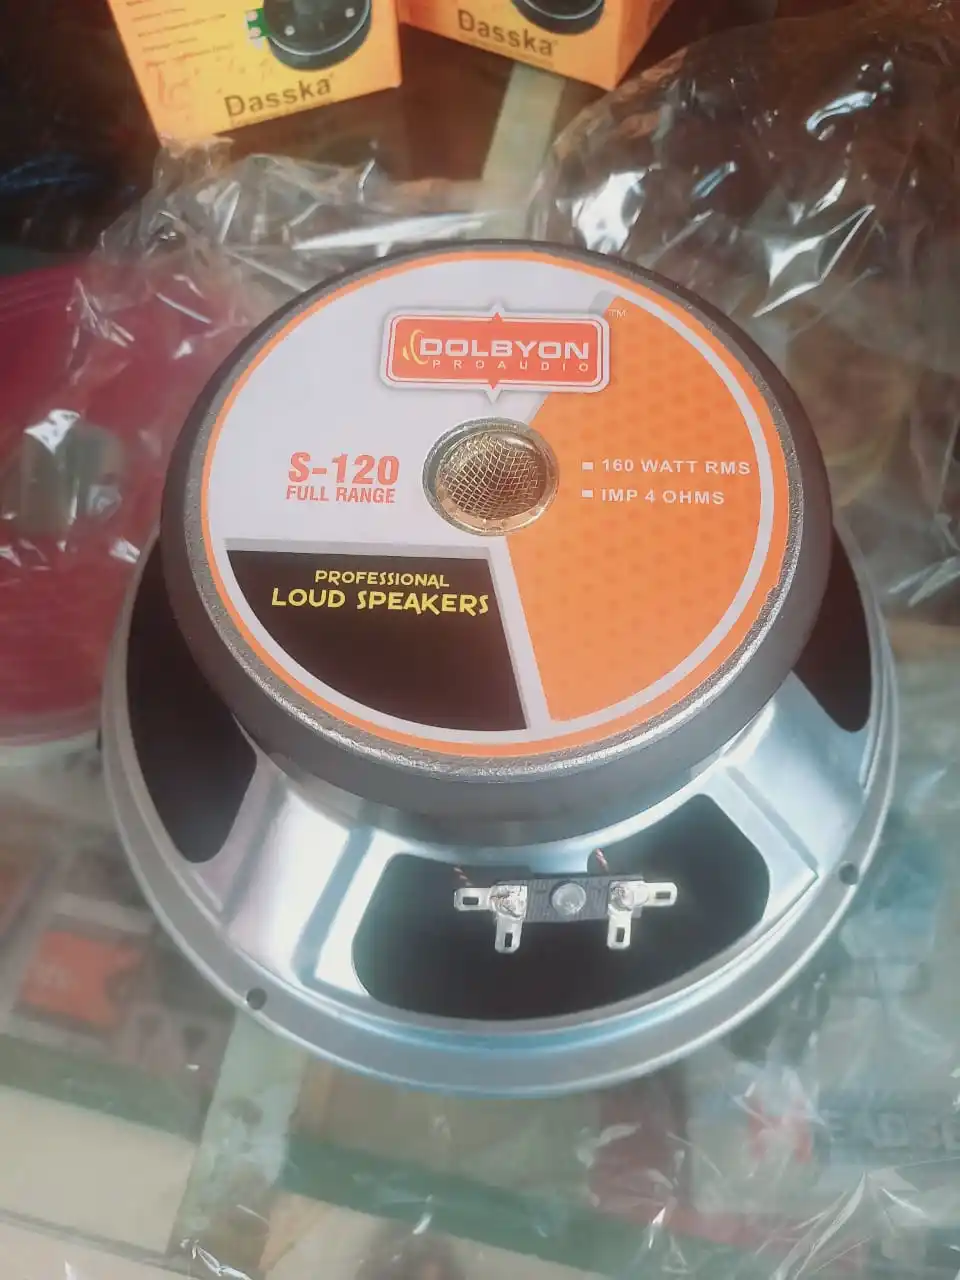 Dasska
Dasska
DOLBYON
PROAUDIO
TM
S-120
FULL RANGE
160 WATT RMS
IMP 4 OHMS
PROFESSIONAL
LOUD SPEAKERS